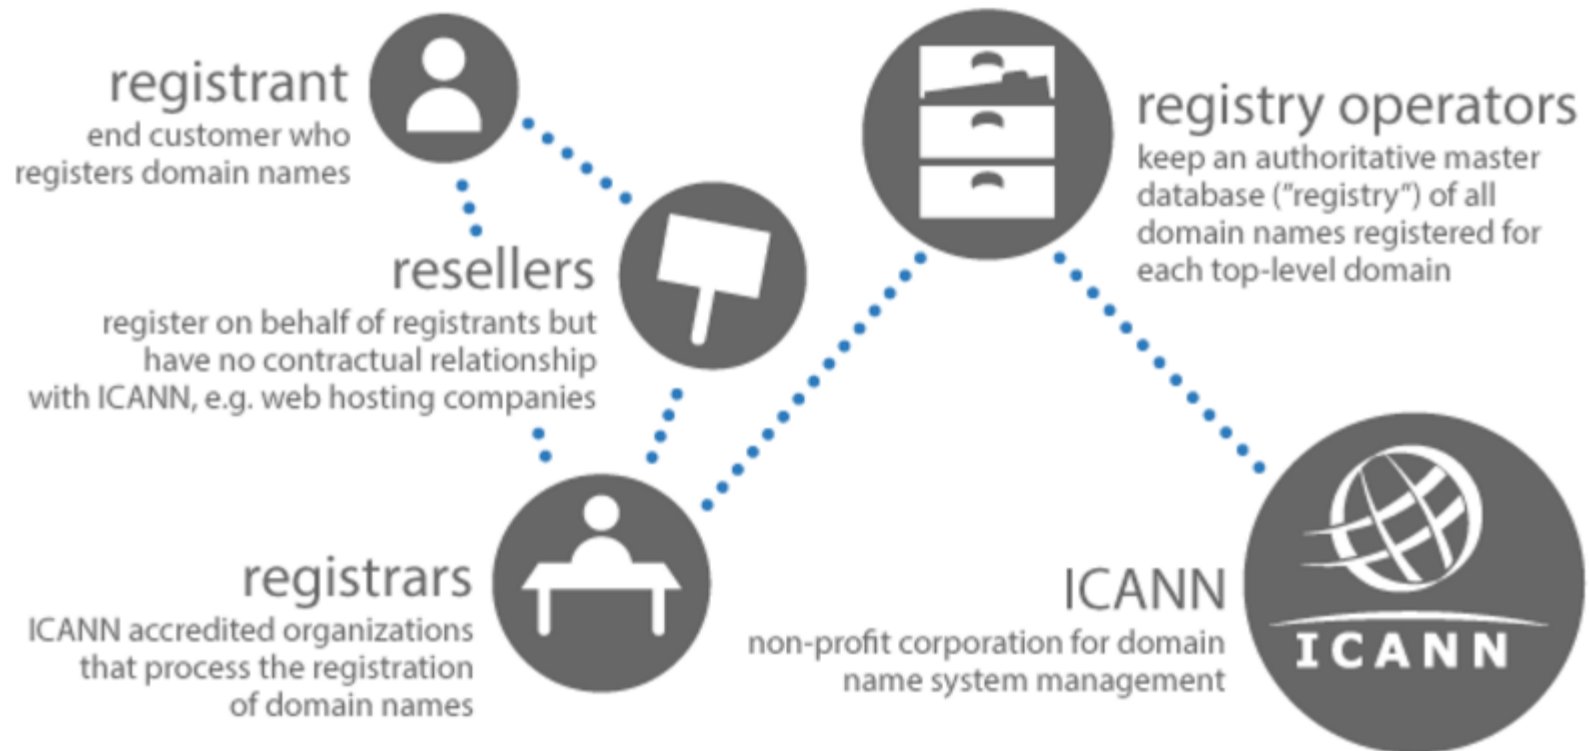 registrant
end customer who
registers domain names
resellers
register on behalf of registrants but
have no contractual relationship
with ICANN, e.g. web hosting companies
registrars
ICANN accredited organizations
that process the registration
of domain names
registry operators
keep an authoritative master
database ("registry") of all
domain names registered for
each top-level domain
ICANN
non-profit corporation for domain
name system management
ICANN